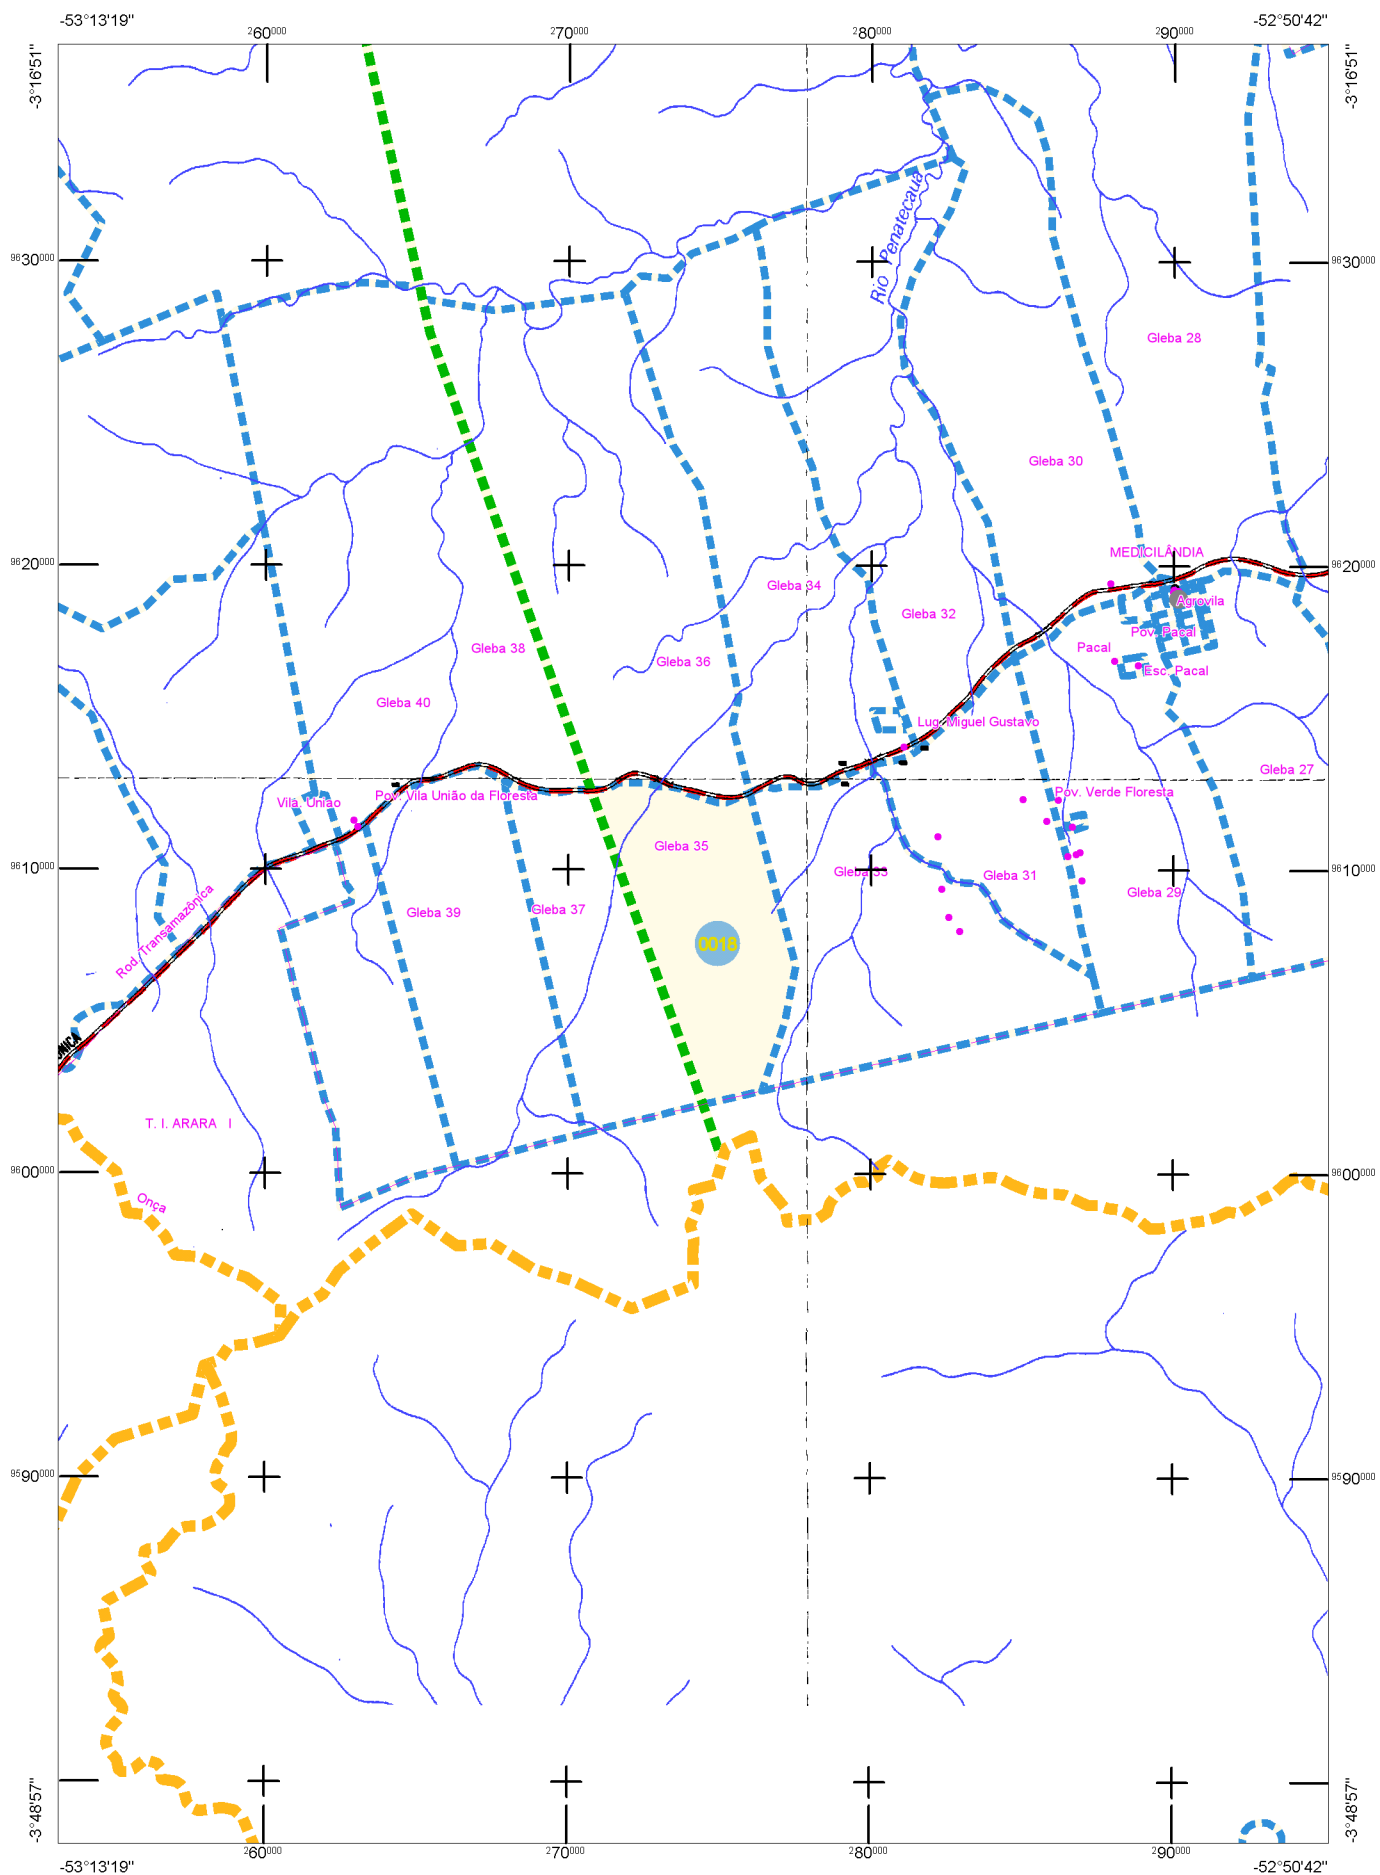 -53°13'19"
-52°50'42"
260000
270000
280000
290000
-3°16'51"
-3°16'51"
Rio Penatecaua
9630000
9630000
Gleba 28
Gleba 30
MEDICILÂNDIA
9620000
9620000
Gleba 34
Agrovila
Gleba 32
Pov. Pacal
Gleba 38
Pacal
Gleba 36
Esc. Pacal
Gleba 40
Lug. Miguel Gustavo
Gleba 27
Pov. Verde Floresta
Pov. Vila União da Floresta
Vila. União
Gleba 35
9610000
9610000
Gleba 33
Gleba 31
Gleba 29
Gleba 39
Gleba 37
Rod. Transamazônica
0018
ÔNICA
T. I. ARARA I
9600000
9600000
Onça
9590000
9590000
-3°48'57"
-3°48'57"
260000
270000
280000
290000
-53°13'19"
-52°50'42"